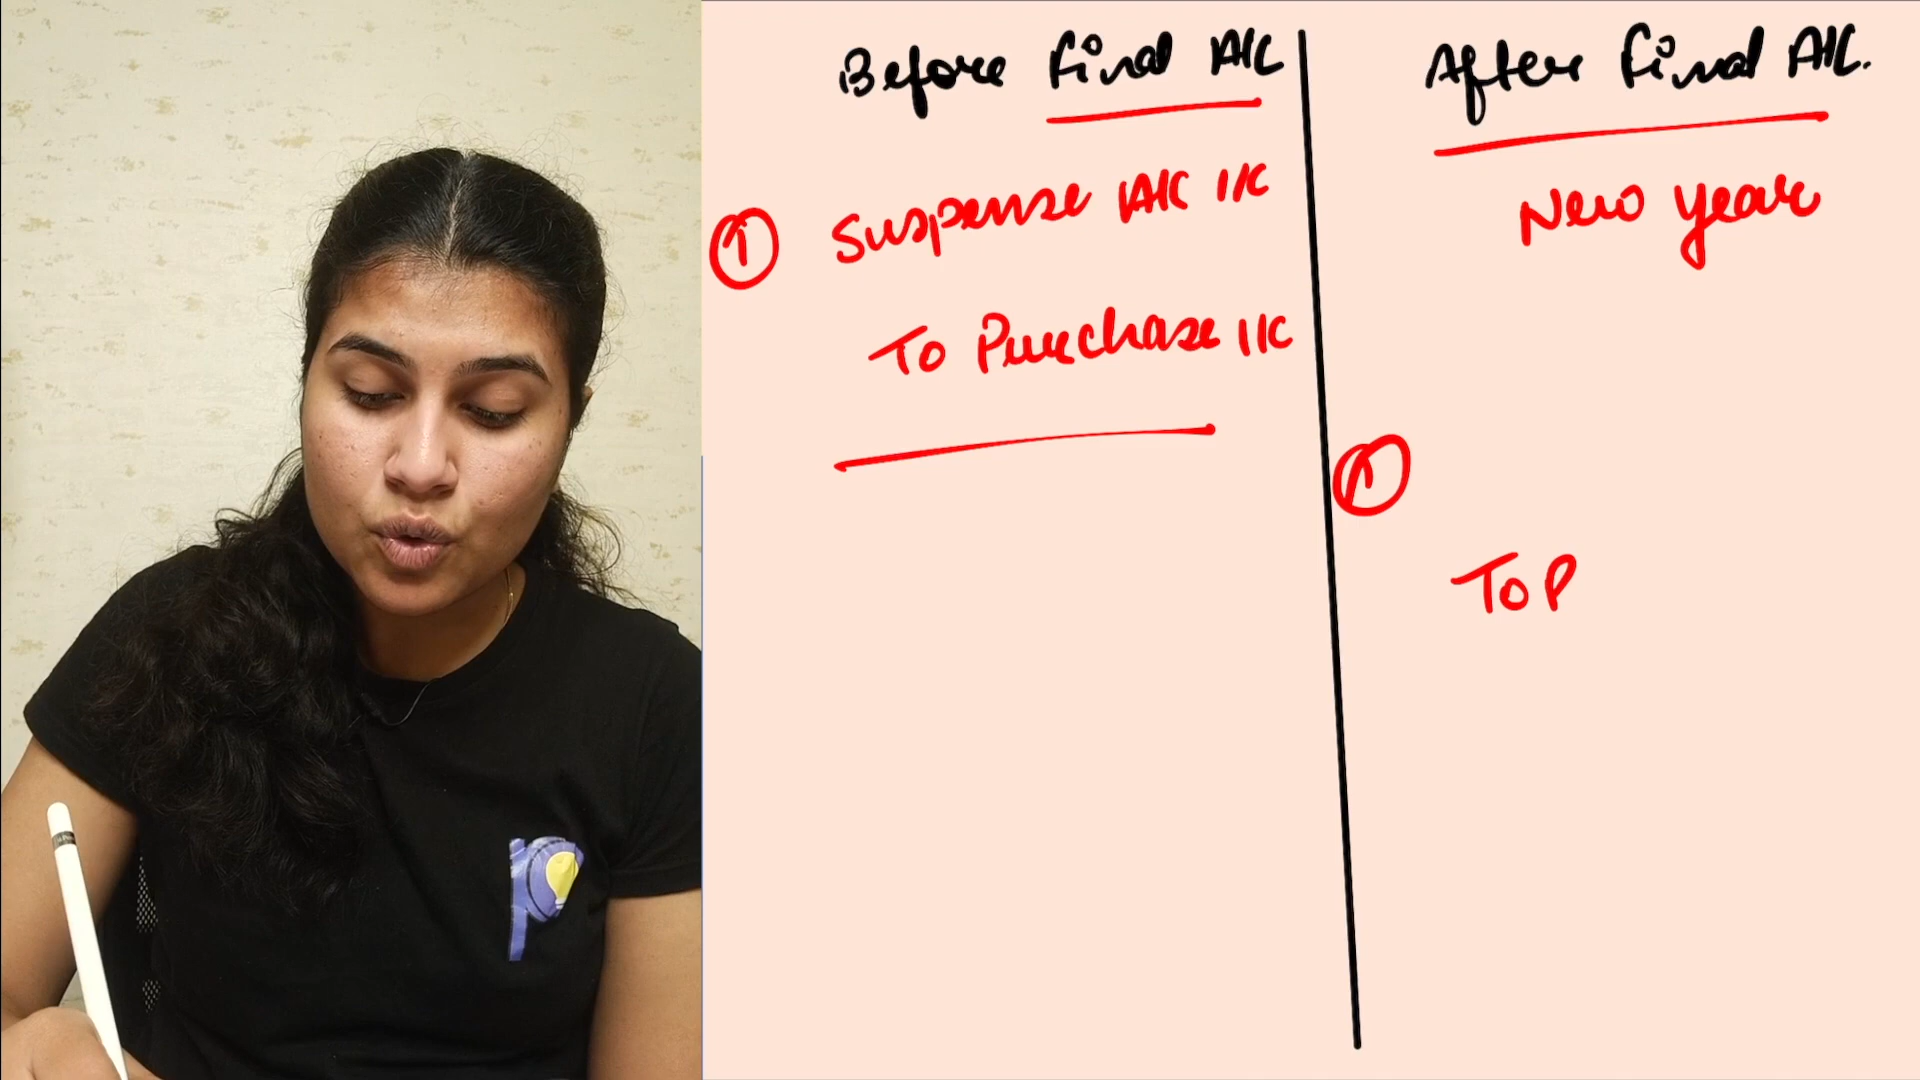 Before Final A/C
After Final A/C.
① Suspense A/C A/C
To Purchase A/C
New year
①
To P